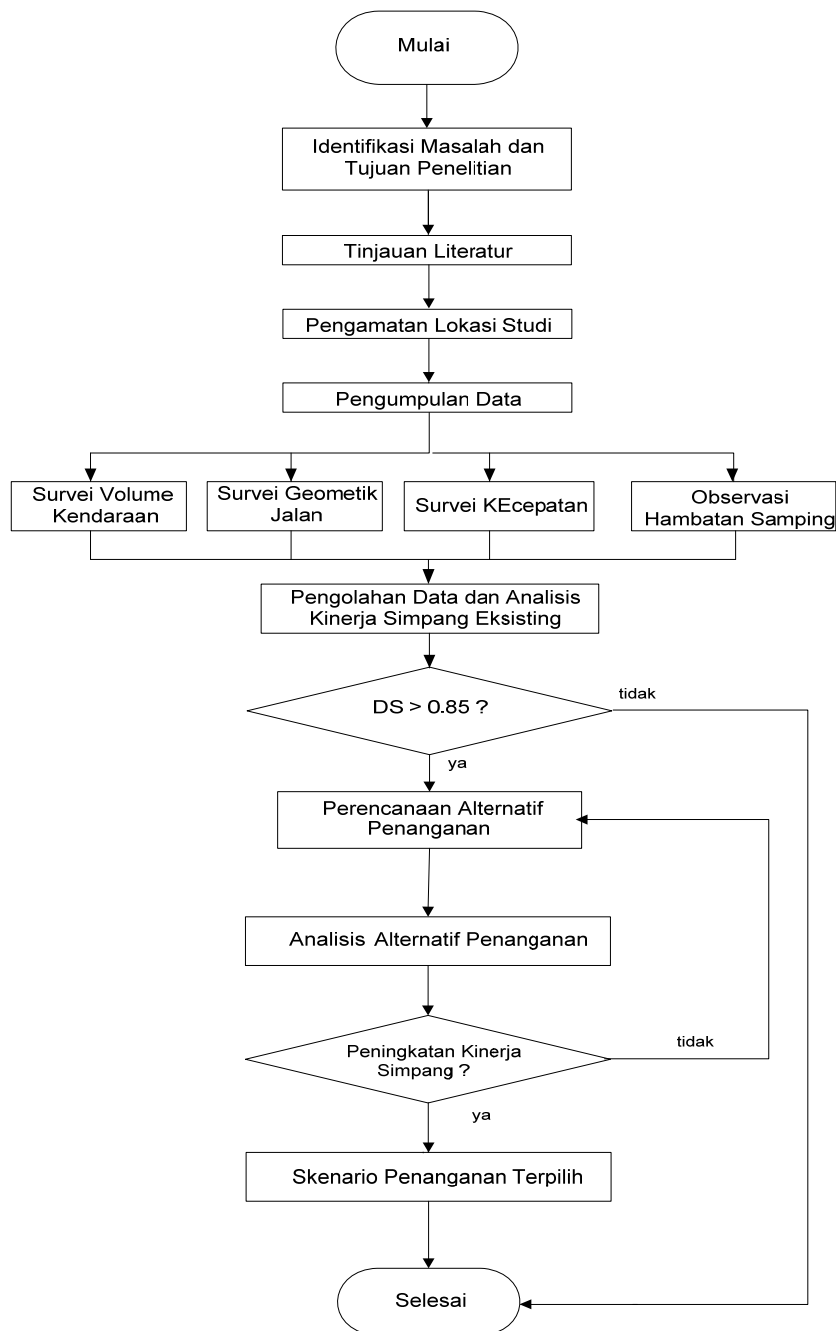 Mulai
Identifikasi Masalah dan
Tujuan Penelitian
Tinjauan Literatur
Pengamatan Lokasi Studi
Pengumpulan Data
Survei Volume
Kendaraan
Survei Geometik
Jalan
Survei KEcepatan
Observasi
Hambatan Samping
Pengolahan Data dan Analisis
Kinerja Simpang Eksisting
DS > 0.85 ?
tidak
ya
Perencanaan Alternatif
Penanganan
Analisis Alternatif Penanganan
Peningkatan Kinerja
Simpang ?
tidak
ya
Skenario Penanganan Terpilih
Selesai